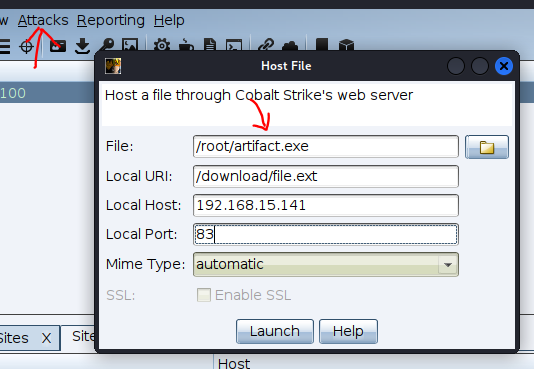 w Attacks Reporting Help
100
Host File
Host a file through Cobalt Strike's web server
File: /root/artifact.exe
Local URI: /download/file.ext
Local Host: 192.168.15.141
Local Port: 83
Mime Type: automatic
SSL: Enable SSL
Launch Help
Sites X Site
Host